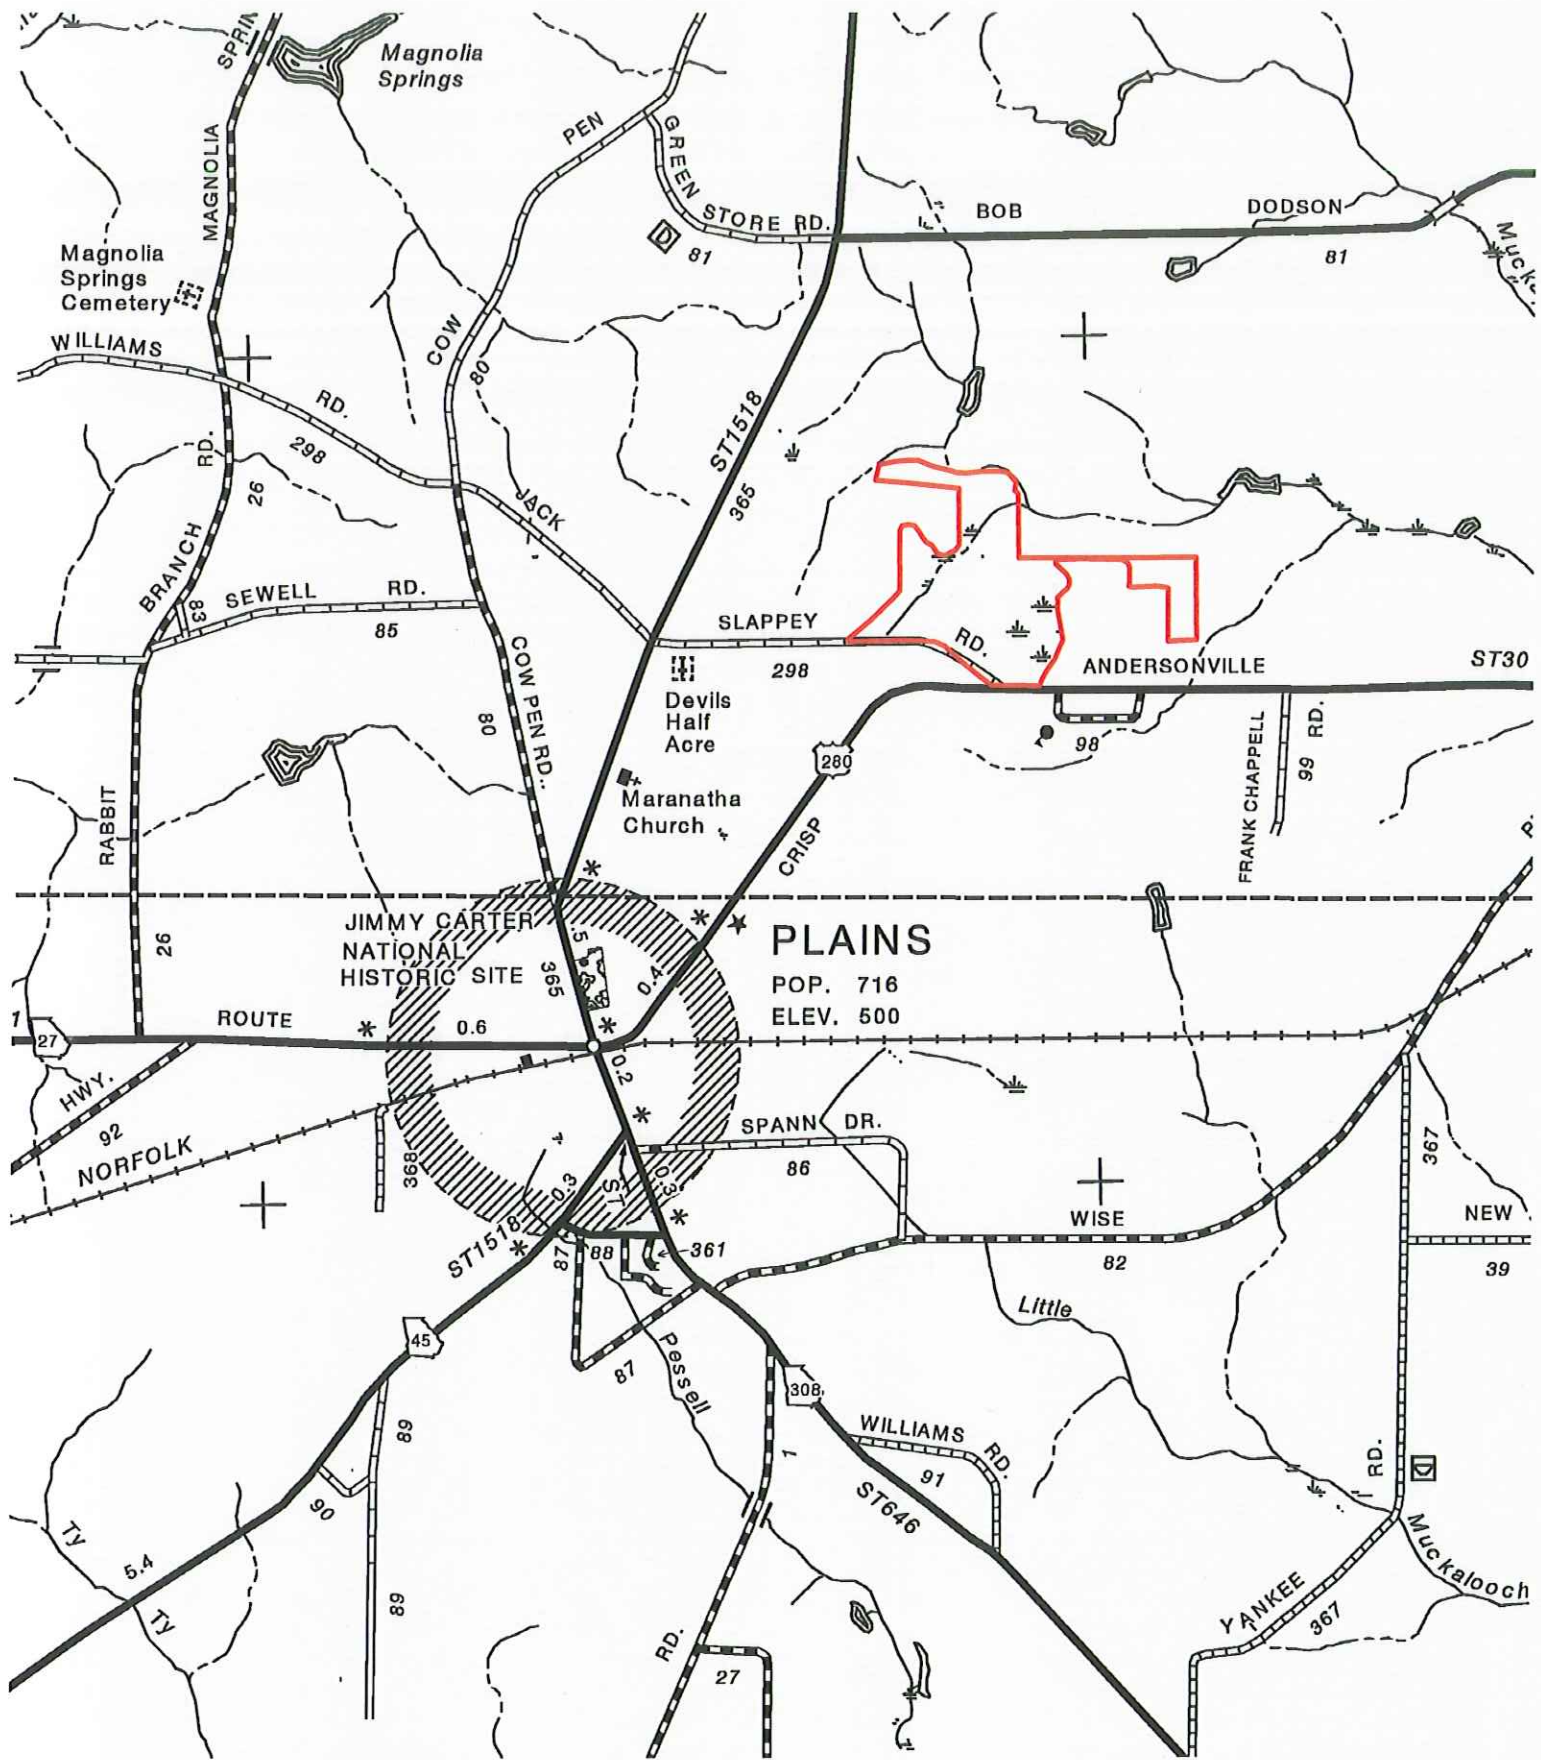 SPRIN
Magnolia
Springs
MAGNOLIA
PEN
GREEN
STORE RD.
81
BOB
DODSON
81
Magnolia
Springs
Cemetery
WILLIAMS
RD.
298
COW
80
ST1518
365
RD.
26
JACK
BRANCH
83
SEWELL RD.
85
SLAPPEY
RD.
298
ANDERSONVILLE
ST30
Devils
Half
Acre
COW PEN RD.
80
98
FRANK CHAPPELL
RD.
99
280
Maranatha
Church
CRISP
RABBIT
26
JIMMY CARTER
NATIONAL
HISTORIC SITE
.5
365
0.4
PLAINS
POP. 716
ELEV. 500
27
ROUTE
0.6
0.2
HWY.
92
NORFOLK
368
SPANN DR.
86
367
0.3
ST
0.3
ST1518
87
88
361
WISE
82
NEW
39
45
87
Pessell
Little
308
1
WILLIAMS
RD.
91
ST646
89
90
RD.
Muckalooch
Ty
5.4
Ty
89
YANKEE
367
RD.
27